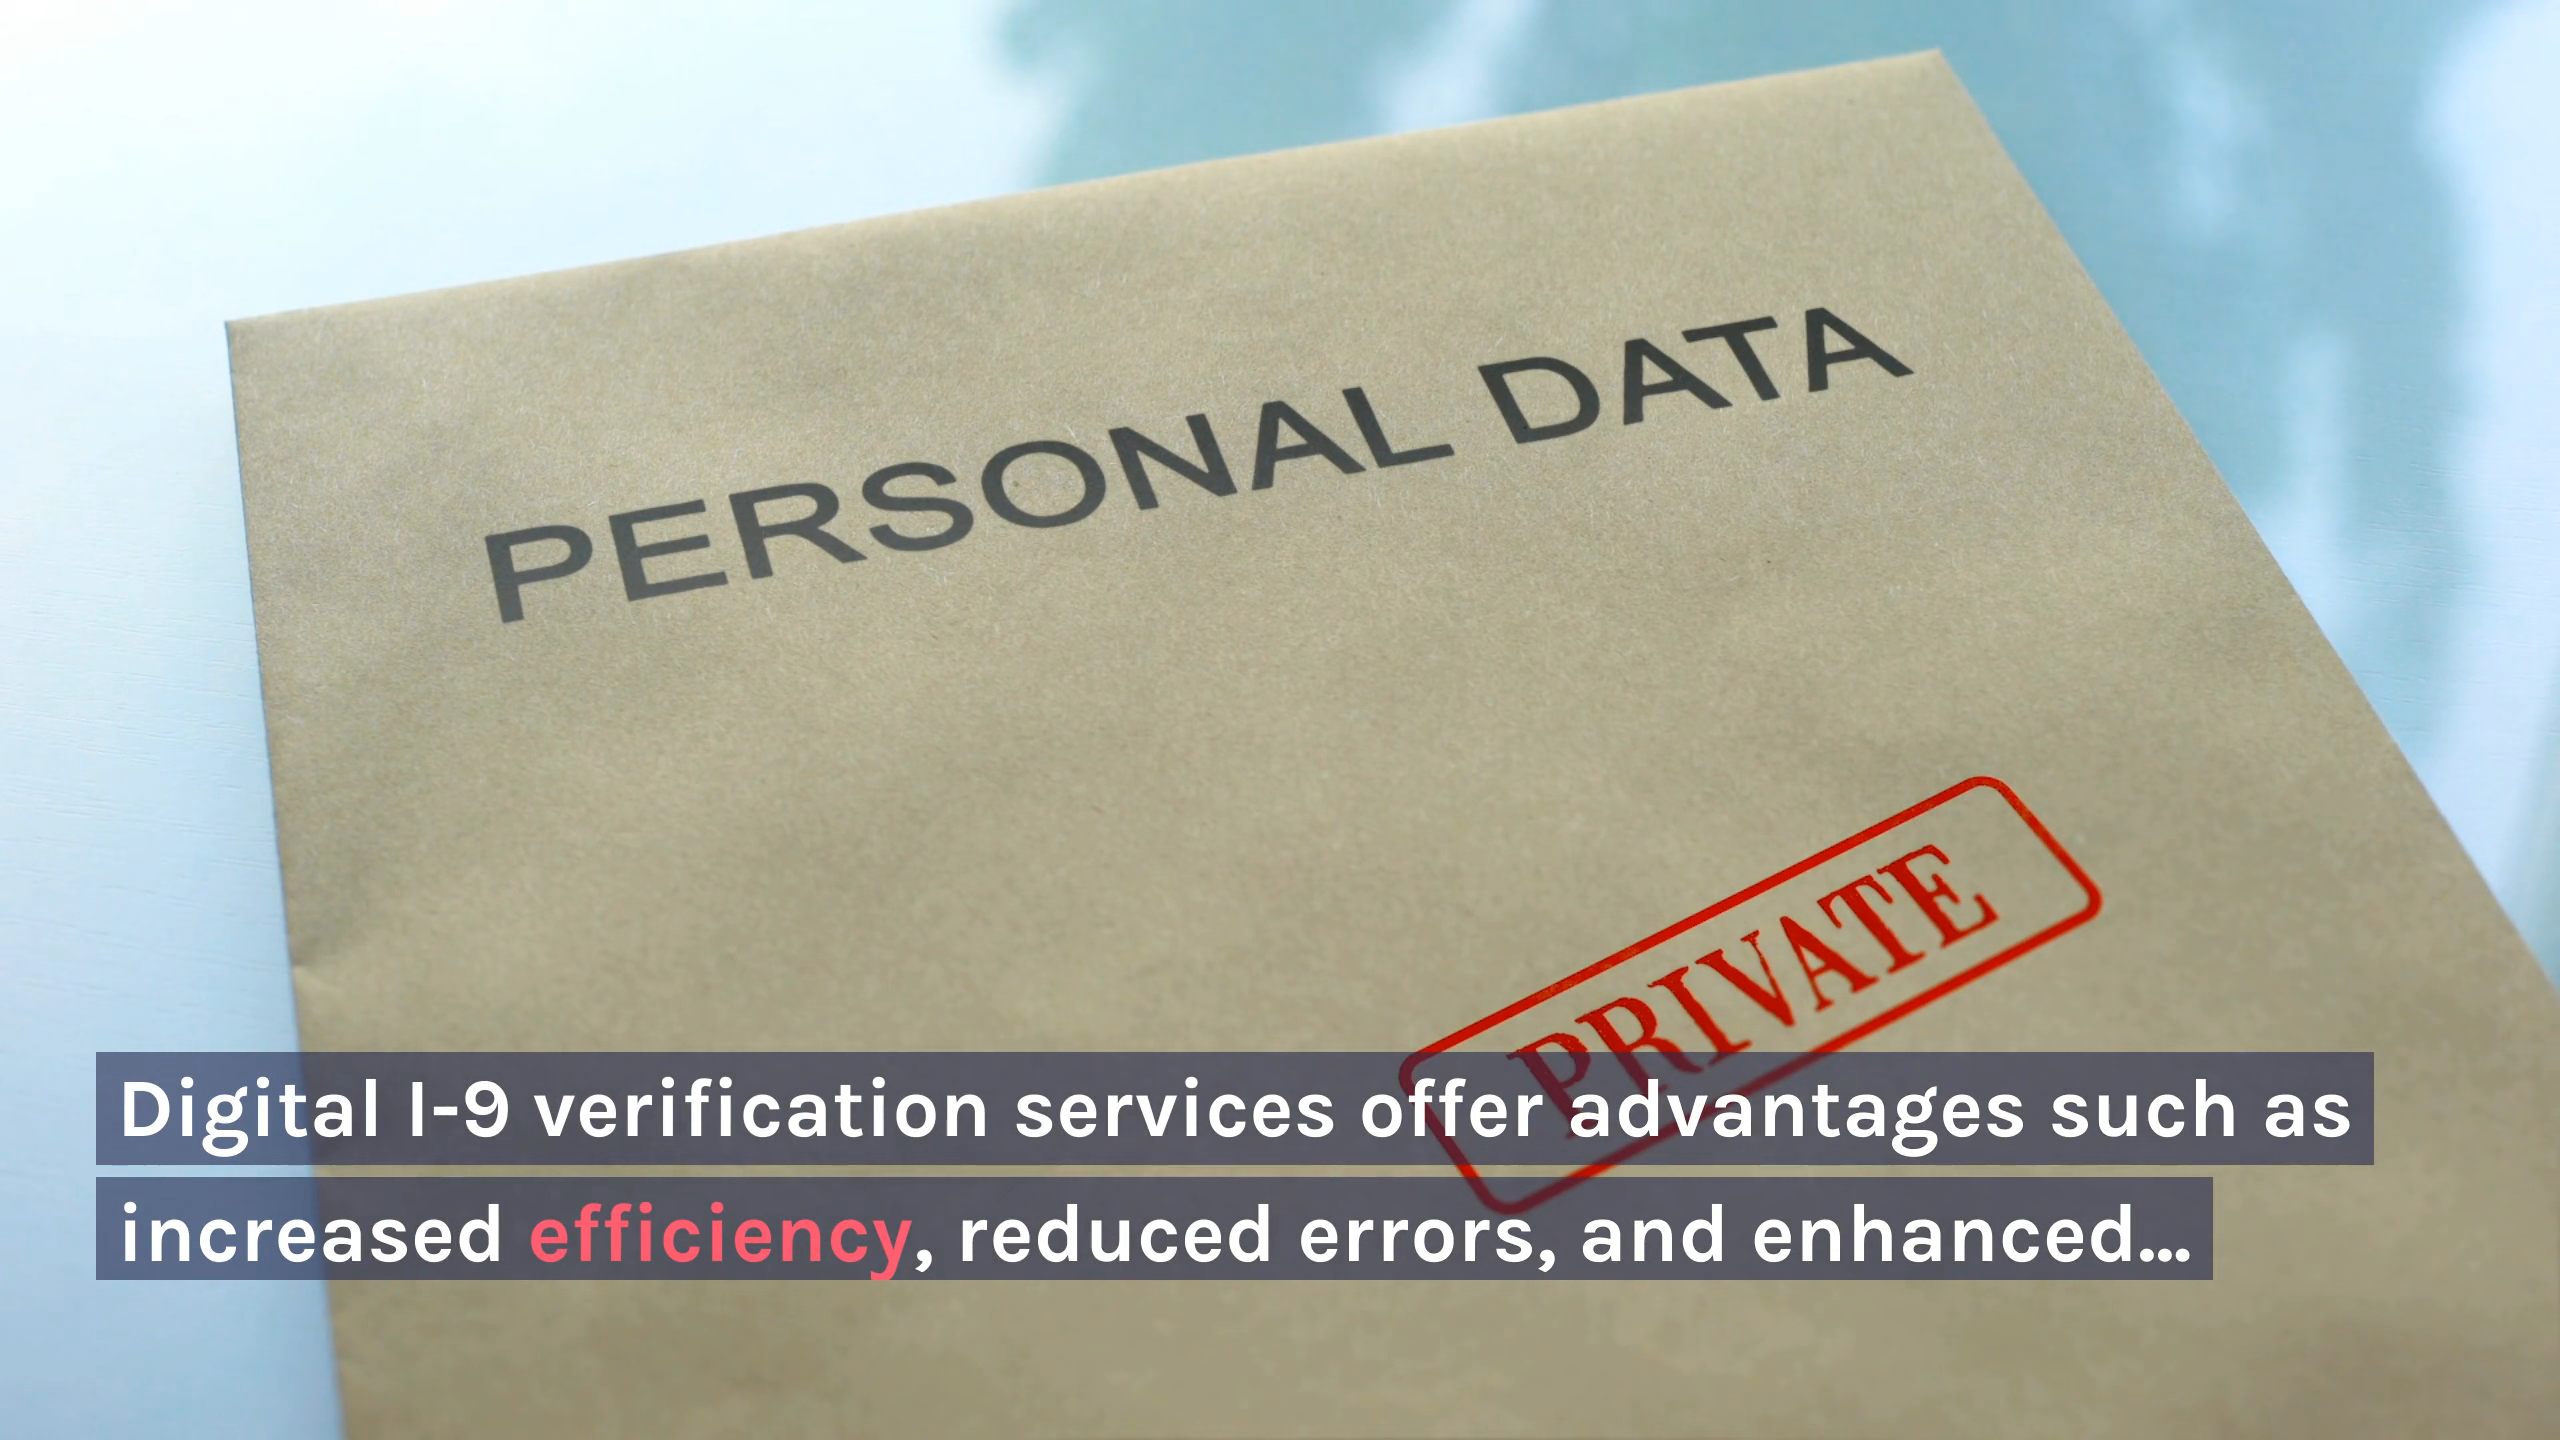 PERSONAL DATA
PRIVATE
Digital I-9 verification services offer advantages such as
increased efficiency, reduced errors, and enhanced...